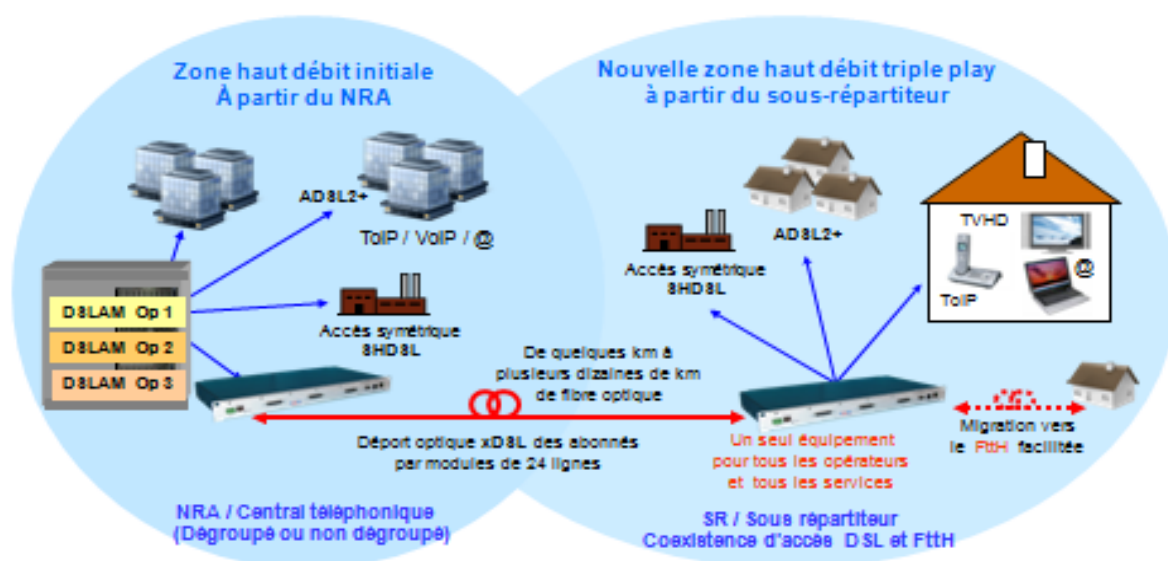 Zone haut débit initiale
À partir du NRA
Nouvelle zone haut débit triple play
à partir du sous-répartiteur
ADSL2+
ToIP / VoIP / @
DSLAM Op 1
DSLAM Op 2
DSLAM Op 3
Accès symétrique
SHDSL
Accès symétrique
SHDSL
ADSL2+
TVHD
@
ToIP
De quelques km à
plusieurs dizaines de km
de fibre optique
Déport optique xDSL des abonnés
par modules de 24 lignes
Un seul équipement
pour tous les opérateurs
et tous les services
Migration vers
le FttH facilitée
NRA / Central téléphonique
(Dégroupé ou non dégroupé)
SR / Sous répartiteur
Coexistence d'accès DSL et FttH